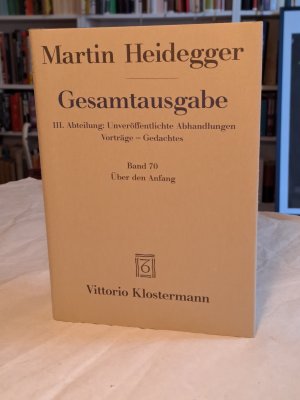 Martin Heidegger
Gesamtausgabe
III. Abteilung: Unveröffentlichte Abhandlungen
Vorträge – Gedachtes
Band 70
Über den Anfang
Vittorio Klostermann